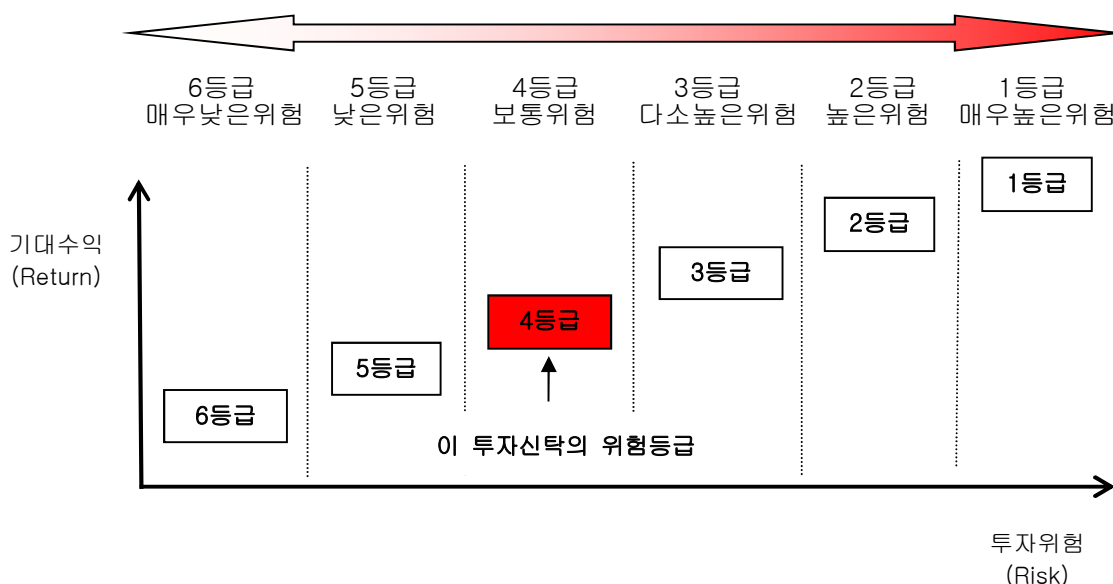 6등급 5등급 4등급 3등급 2등급 1등급
매우낮은위험 낮은위험 보통위험 다소높은위험 높은위험 매우높은위험
1등급
2등급
기대수익
(Return)
3등급
4등급
5등급
6등급
이 투자신탁의 위험등급
투자위험
(Risk)